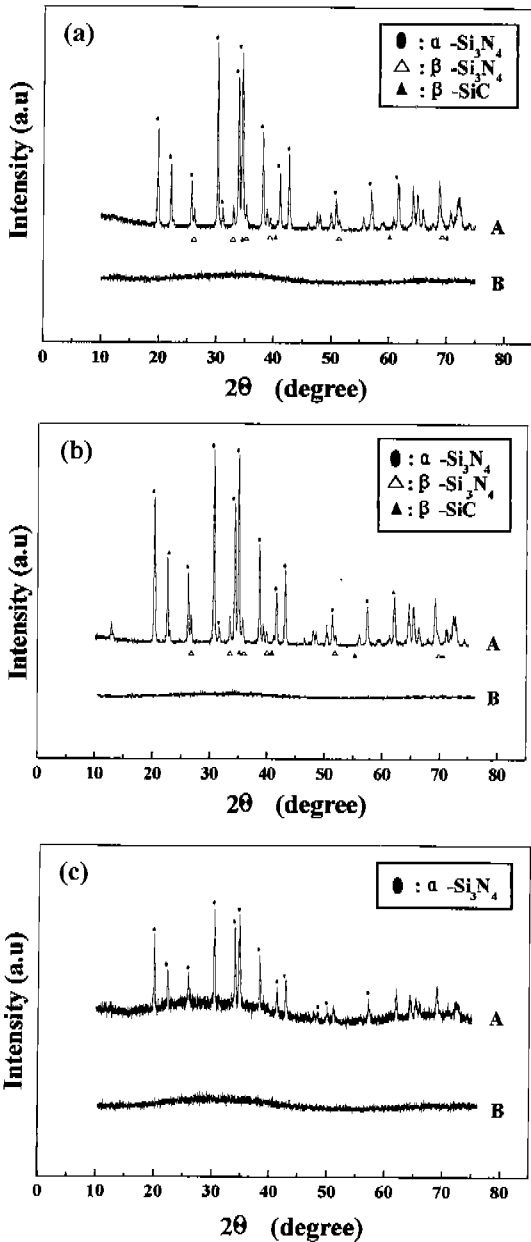 (a)
● : α -Si₃N₄
△ : β -Si₃N₄
▲ : β -SiC
Intensity (a.u)
A
B
0 10 20 30 40 50 60 70 80
2Θ (degree)
(b)
● : α -Si₃N₄
△ : β -Si₃N₄
▲ : β -SiC
Intensity (a.u)
A
B
0 10 20 30 40 50 60 70 80
2Θ (degree)
(c)
● : α -Si₃N₄
Intensity (a.u)
A
B
0 10 20 30 40 50 60 70 80
2Θ (degree)